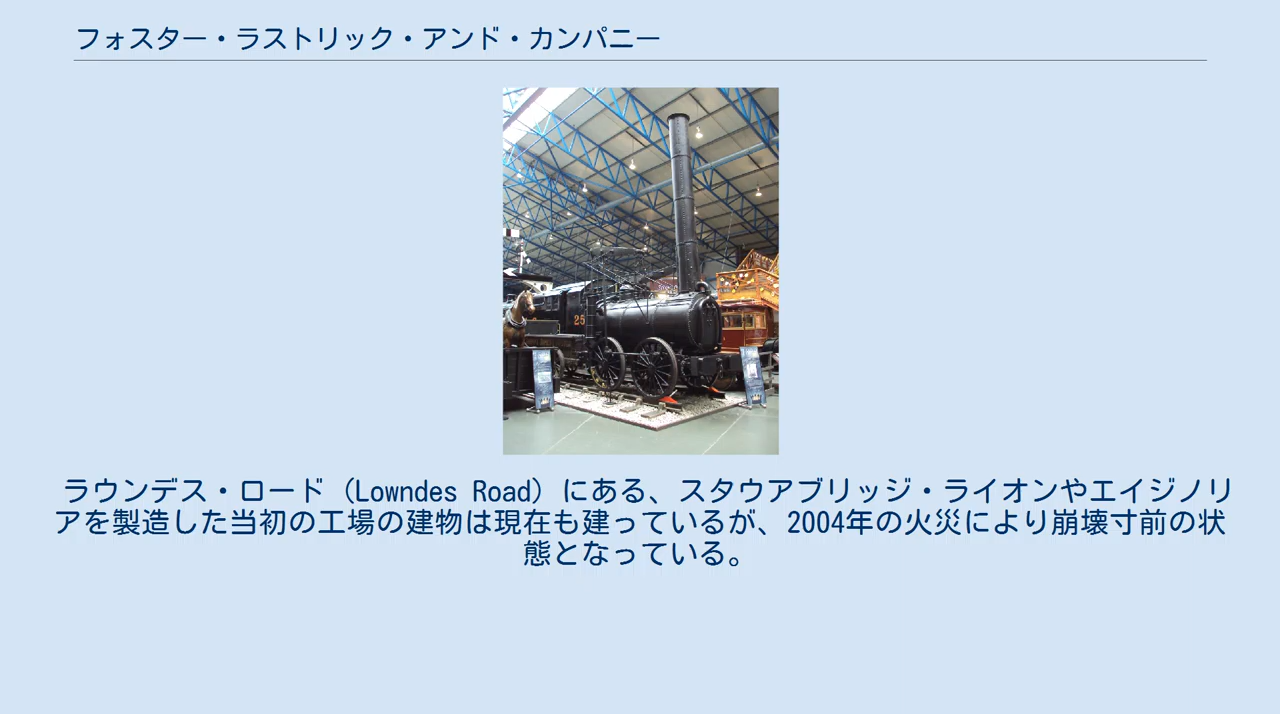 フォスター・ラストリック・アンド・カンパニー
25
ラウンデス・ロード（Lowndes Road）にある、スタウアブリッジ・ライオンやエイジノリ
アを製造した当初の工場の建物は現在も建っているが、2004年の火災により崩壊寸前の状
態となっている。